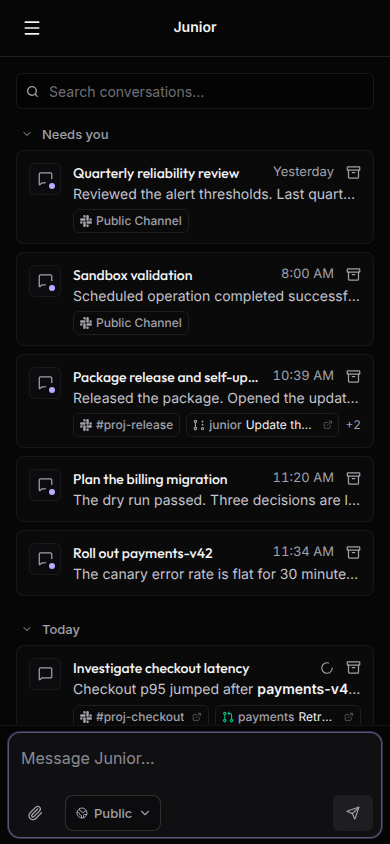 Junior
Search conversations...
Needs you
Quarterly reliability review Yesterday
Reviewed the alert thresholds. Last quart...
Public Channel
Sandbox validation 8:00 AM
Scheduled operation completed successf...
Public Channel
Package release and self-up... 10:39 AM
Released the package. Opened the updat...
#proj-release junior Update th... +2
Plan the billing migration 11:20 AM
The dry run passed. Three decisions are l...
Roll out payments-v42 11:34 AM
The canary error rate is flat for 30 minute...
Today
Investigate checkout latency
Checkout p95 jumped after payments-v4...
#proj-checkout payments Retr...
Message Junior...
Public